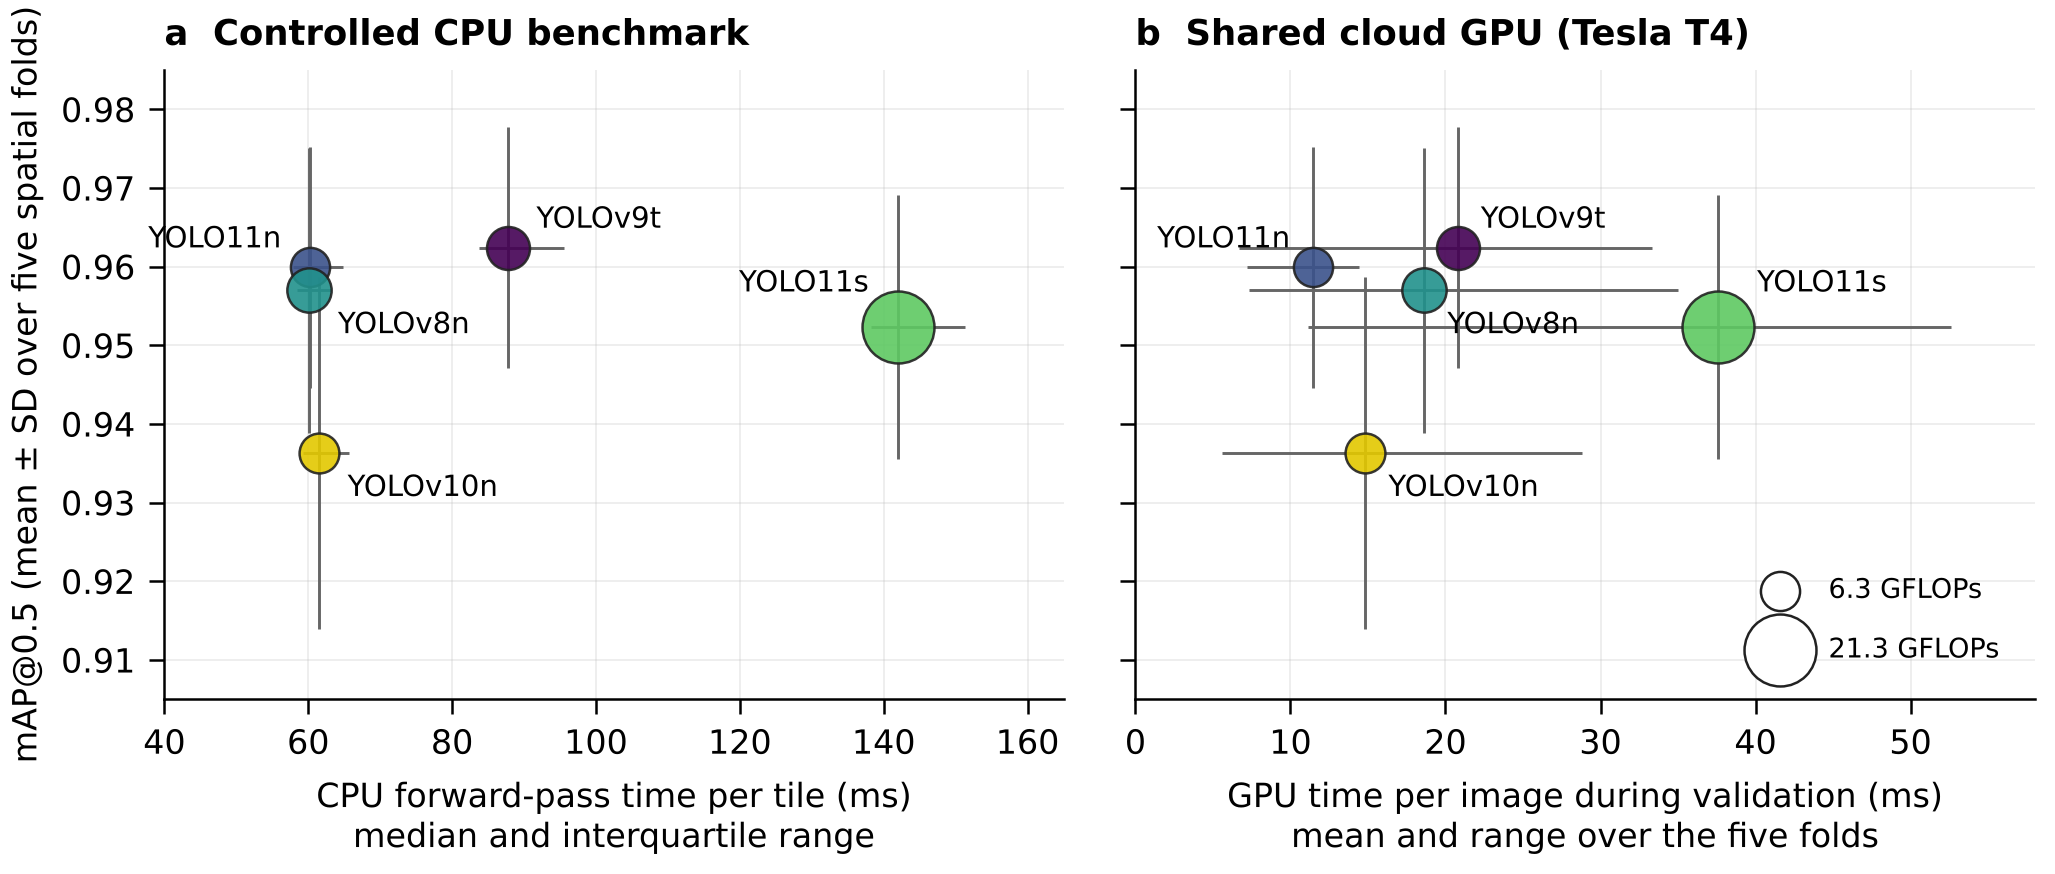 a  Controlled CPU benchmark
mAP@0.5 (mean ± SD over five spatial folds)
0.98
0.97
0.96
0.95
0.94
0.93
0.92
0.91
YOLO11n
YOLOv9t
YOLO11s
YOLOv8n
YOLOv10n
40 60 80 100 120 140 160
CPU forward-pass time per tile (ms)
median and interquartile range
b  Shared cloud GPU (Tesla T4)
YOLOv9t
YOLO11n
YOLO11s
YOLOv8n
YOLOv10n
6.3 GFLOPs
21.3 GFLOPs
0 10 20 30 40 50
GPU time per image during validation (ms)
mean and range over the five folds